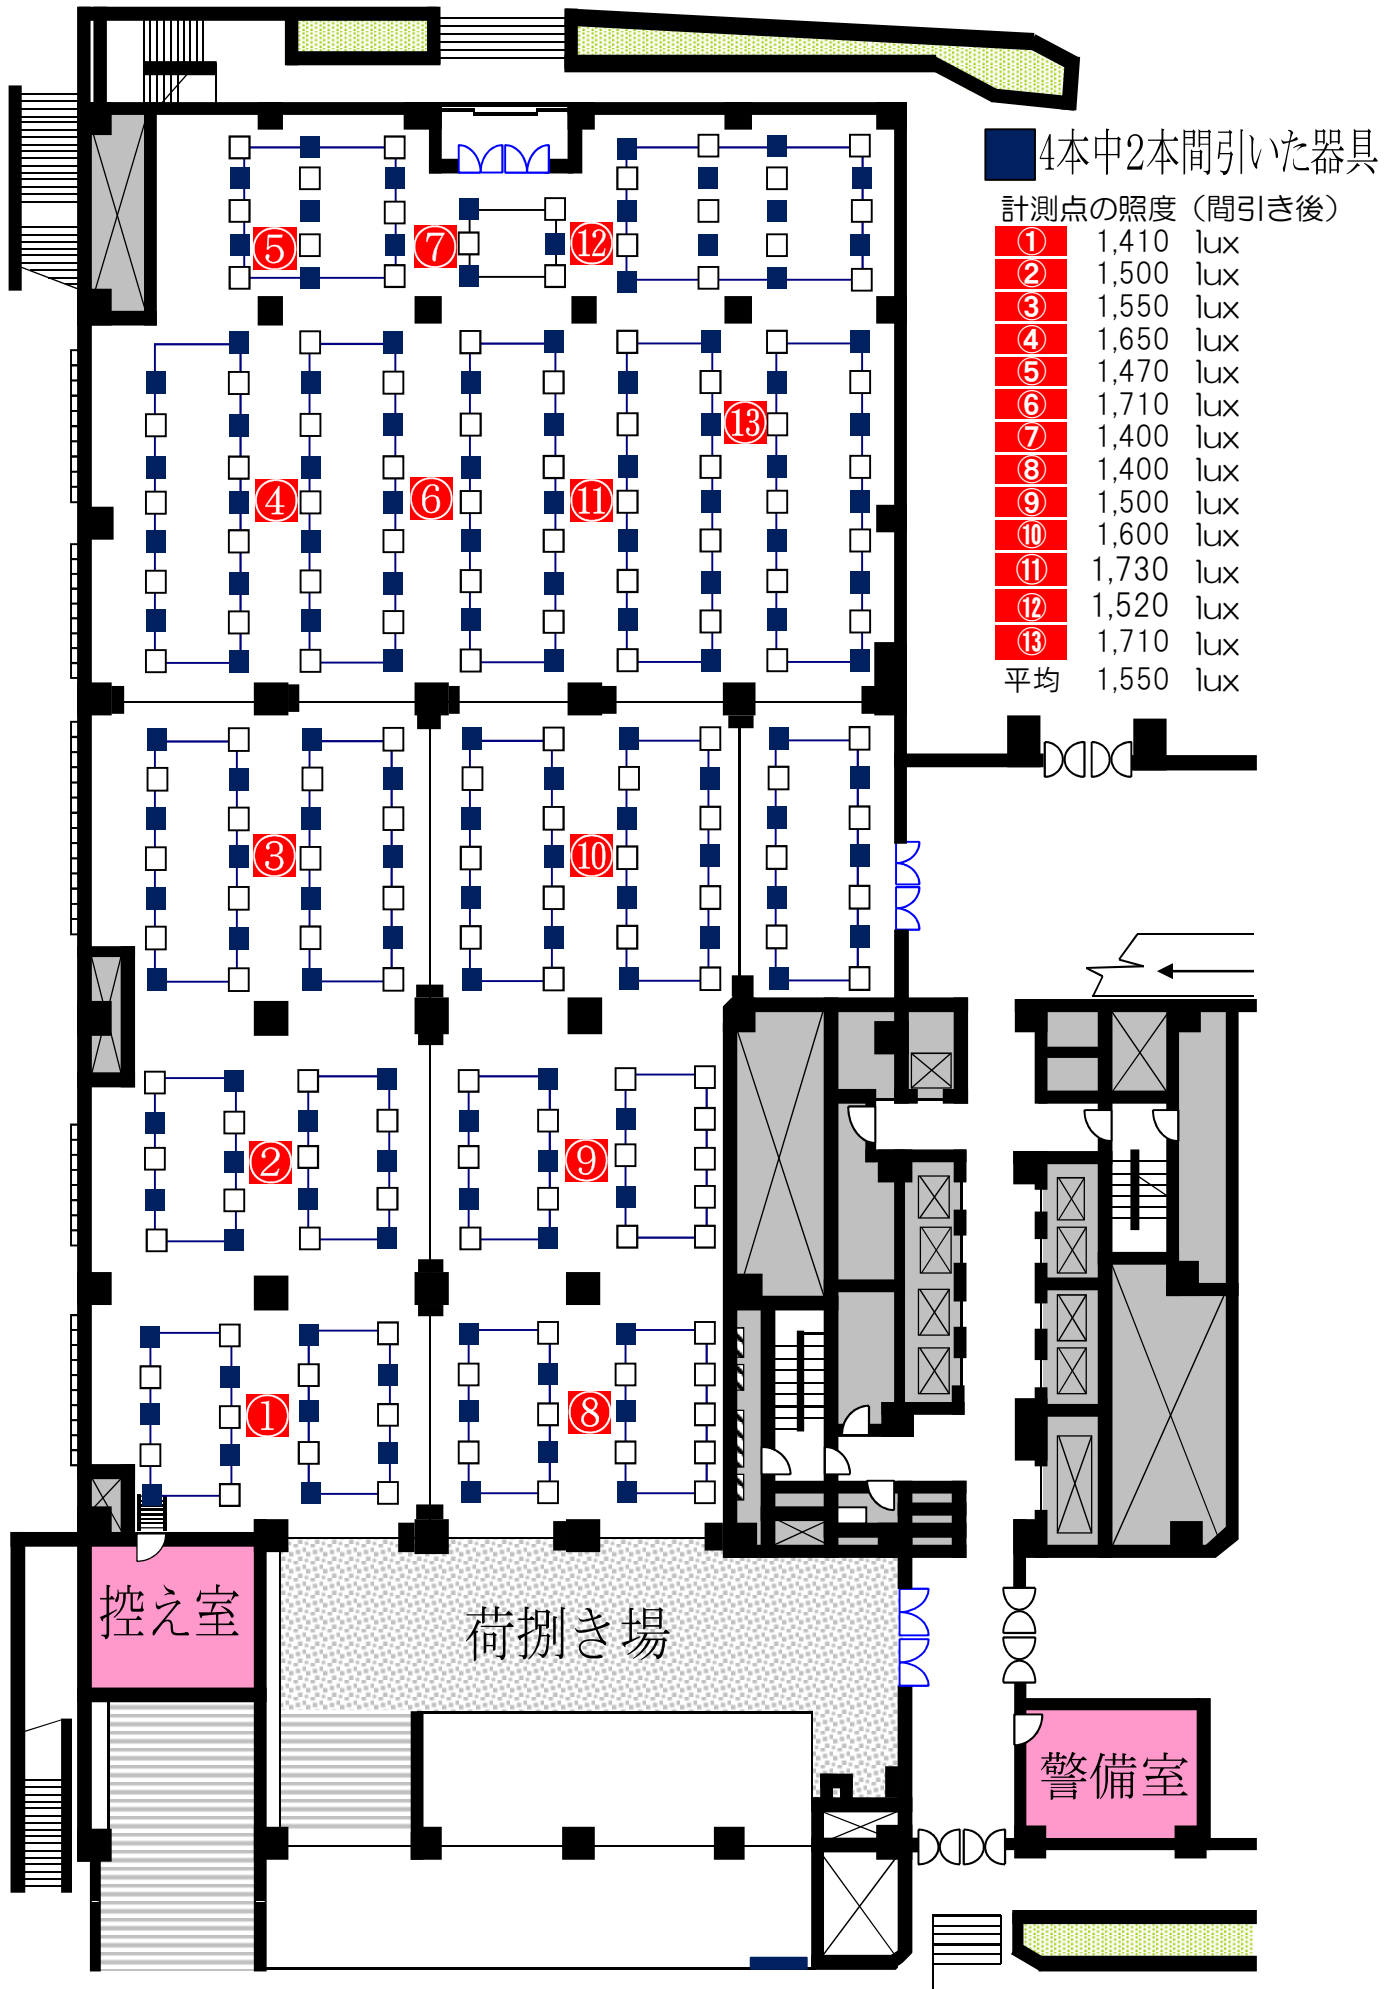 4本中2本間引いた器具
計測点の照度（間引き後）
① 1,410 lux
② 1,500 lux
③ 1,550 lux
④ 1,650 lux
⑤ 1,470 lux
⑥ 1,710 lux
⑦ 1,400 lux
⑧ 1,400 lux
⑨ 1,500 lux
⑩ 1,600 lux
⑪ 1,730 lux
⑫ 1,520 lux
⑬ 1,710 lux
平均 1,550 lux
⑤ ⑦ ⑫
⑬
④ ⑥ ⑪
③ ⑩
② ⑨
① ⑧
控え室
荷捌き場
警備室